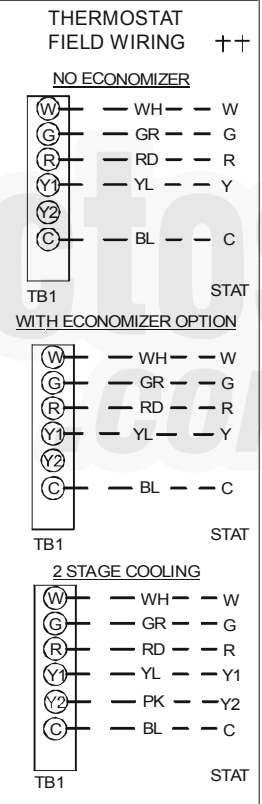 THERMOSTAT
FIELD WIRING ++
NO ECONOMIZER
W WH W
G GR G
R RD R
Y1 YL Y
Y2
C BL C
TB1 STAT
WITH ECONOMIZER OPTION
W WH W
G GR G
R RD R
Y1 YL Y
Y2
C BL C
TB1 STAT
2 STAGE COOLING
W WH W
G GR G
R RD R
Y1 YL Y1
Y2 PK Y2
C BL C
TB1 STAT